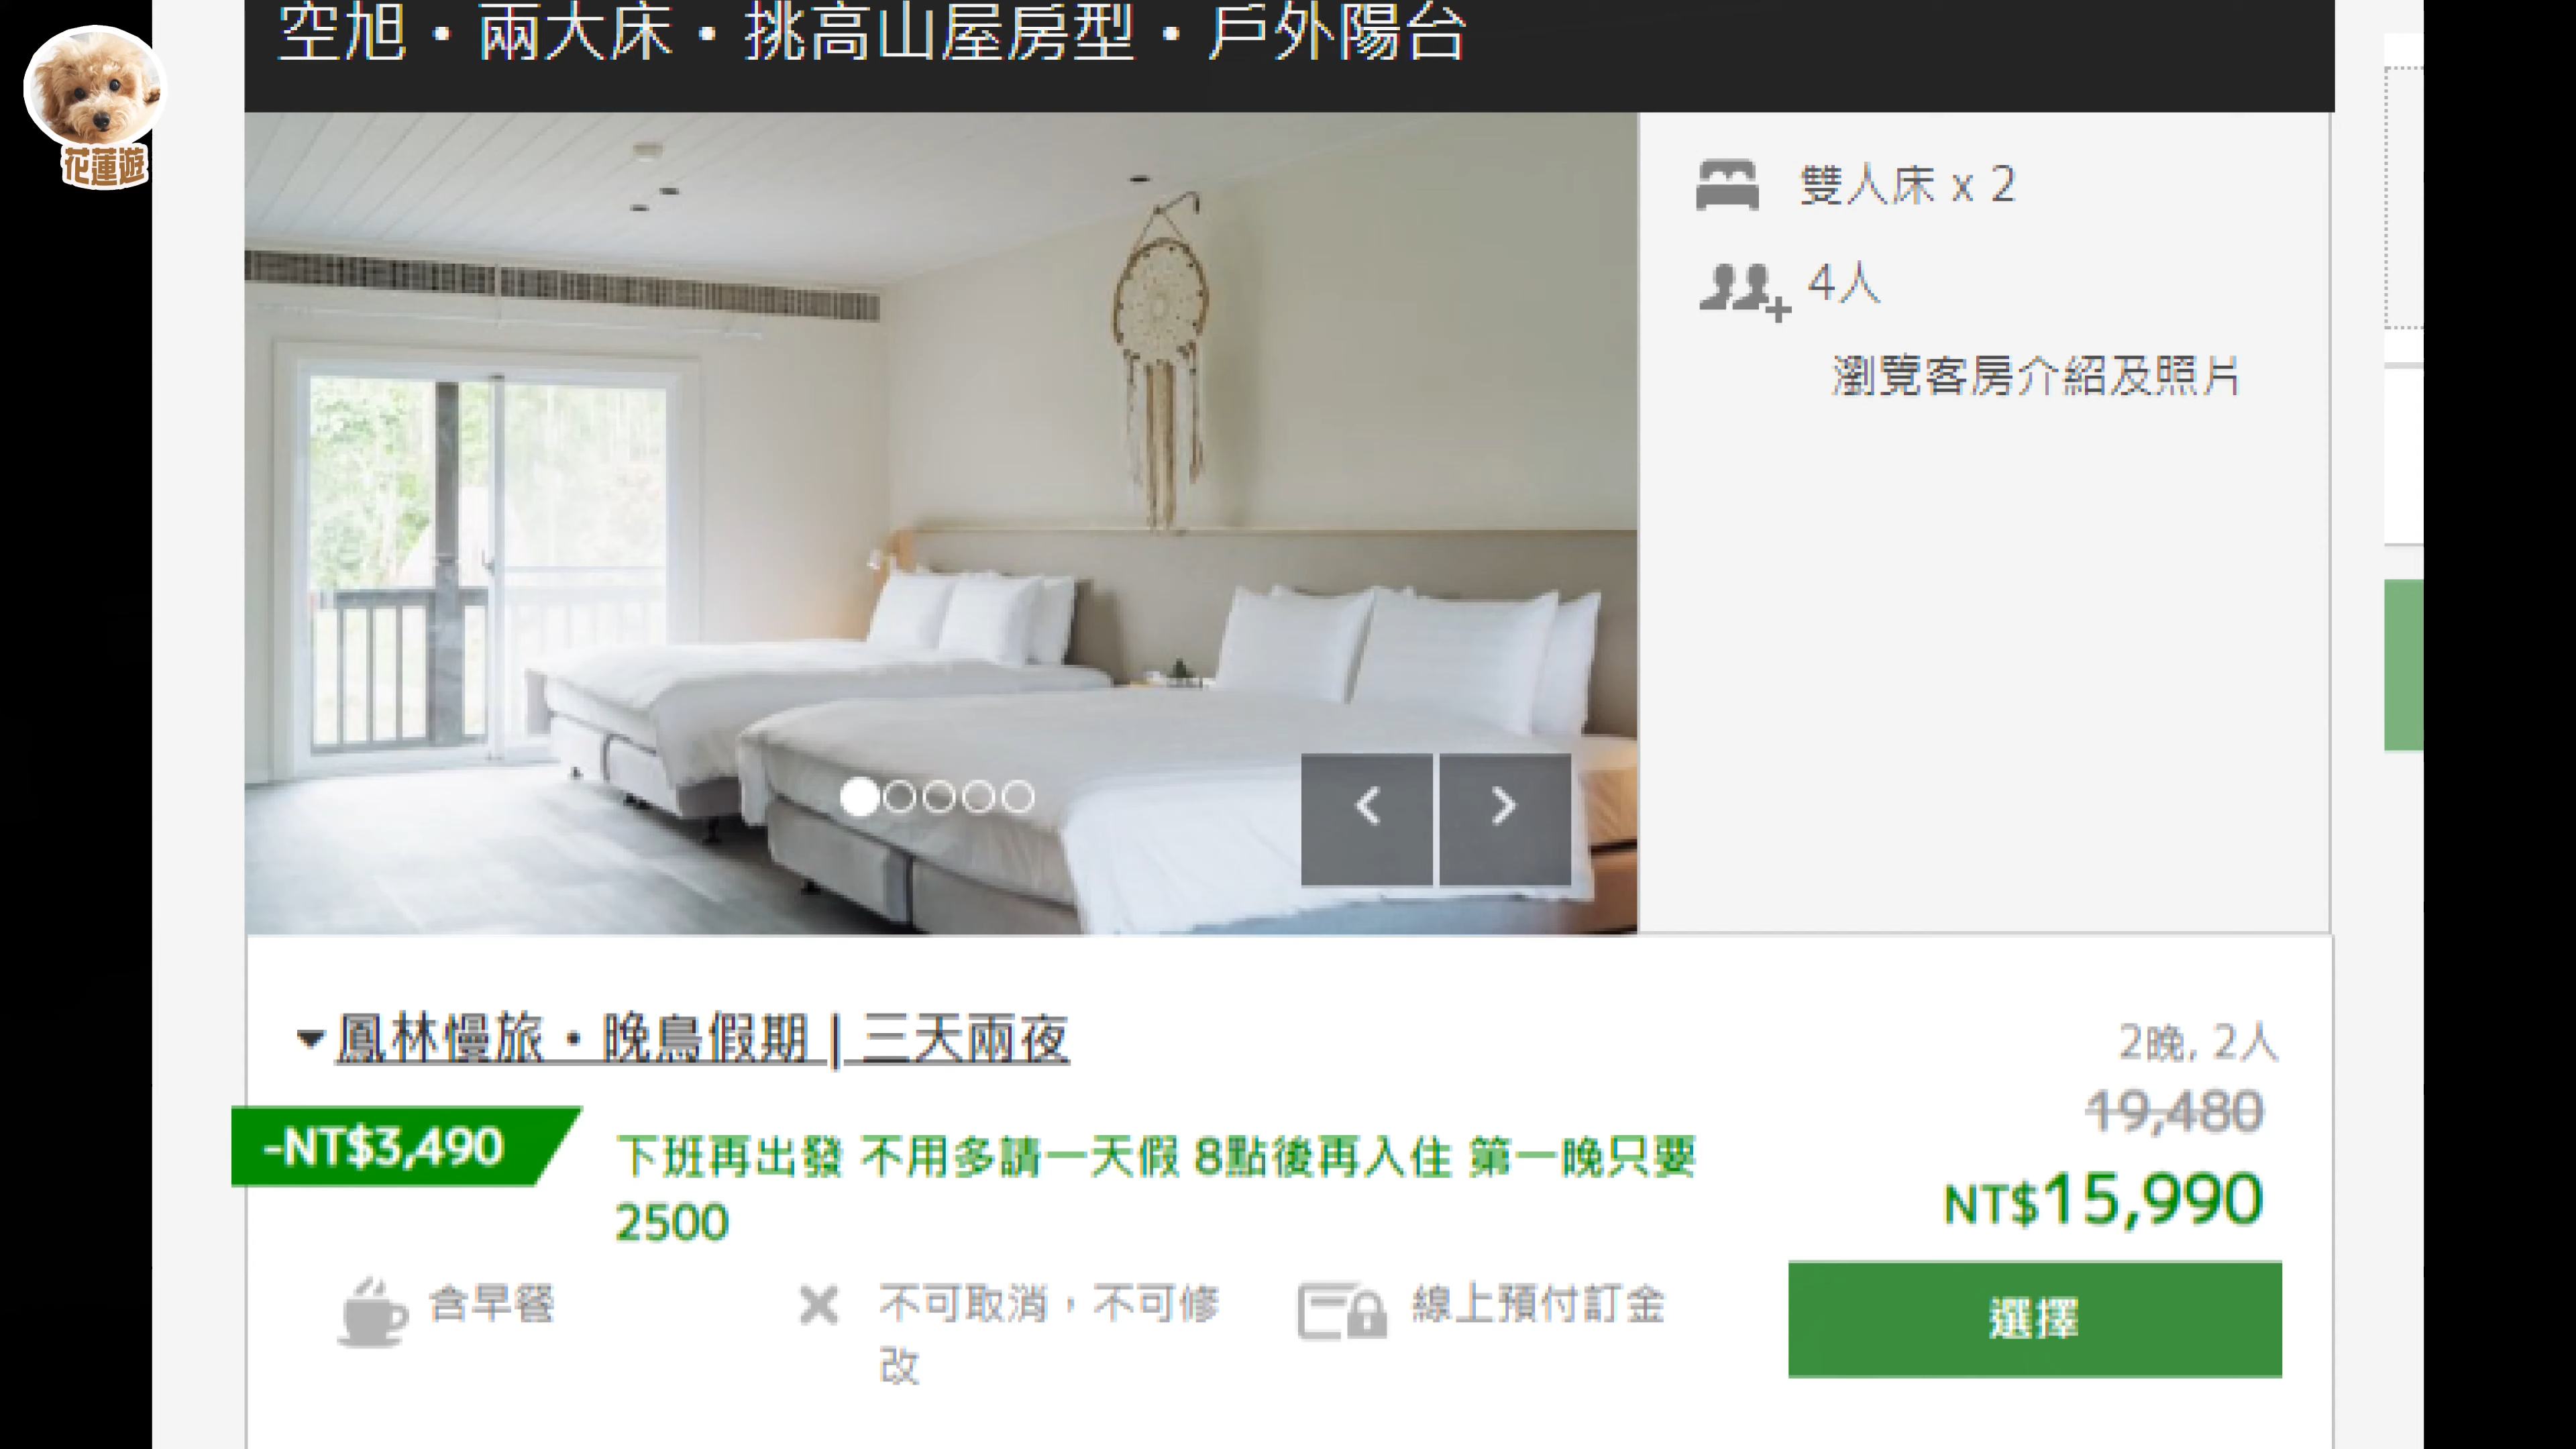 空旭・兩大床・挑高山屋房型・戶外陽台
花蓮遊
雙人床 x 2
4人
瀏覽客房介紹及照片
鳳林慢旅・晚鳥假期 | 三天兩夜
2晚, 2人
19,480
-NT$3,490
下班再出發 不用多請一天假 8點後再入住 第一晚只要
2500
NT$15,990
含早餐
不可取消，不可修
改
線上預付訂金
選擇